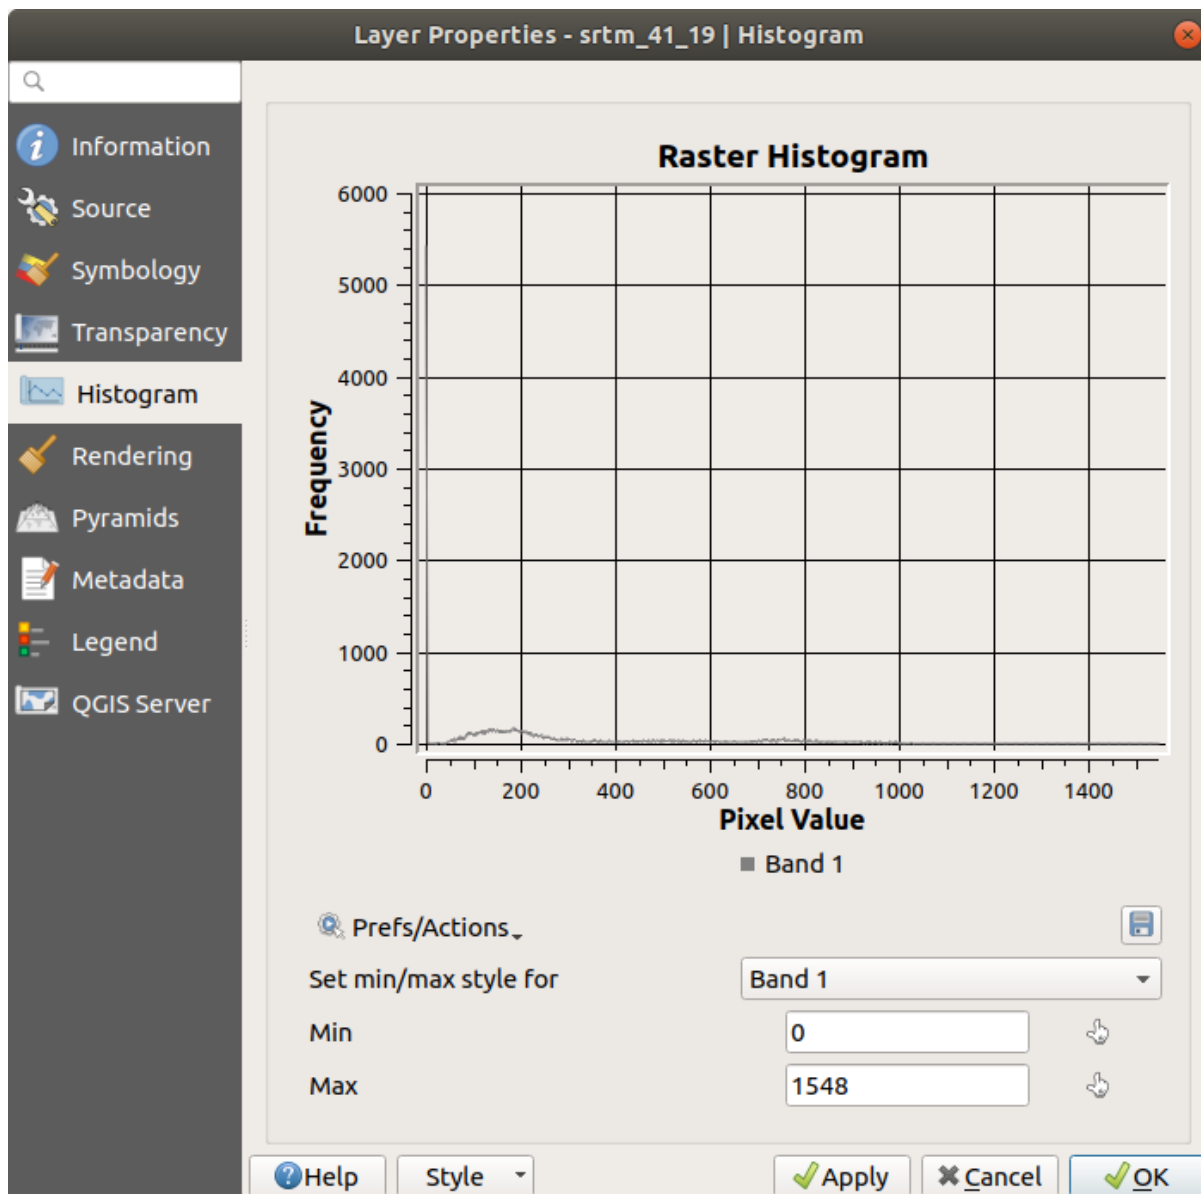 Layer Properties - srtm_41_19 | Histogram
Information
Source
Symbology
Transparency
Histogram
Rendering
Pyramids
Metadata
Legend
QGIS Server
Raster Histogram
6000
5000
4000
3000
2000
1000
0
Frequency
0 200 400 600 800 1000 1200 1400
Pixel Value
Band 1
Prefs/Actions
Set min/max style for Band 1
Min 0
Max 1548
Help Style Apply Cancel OK